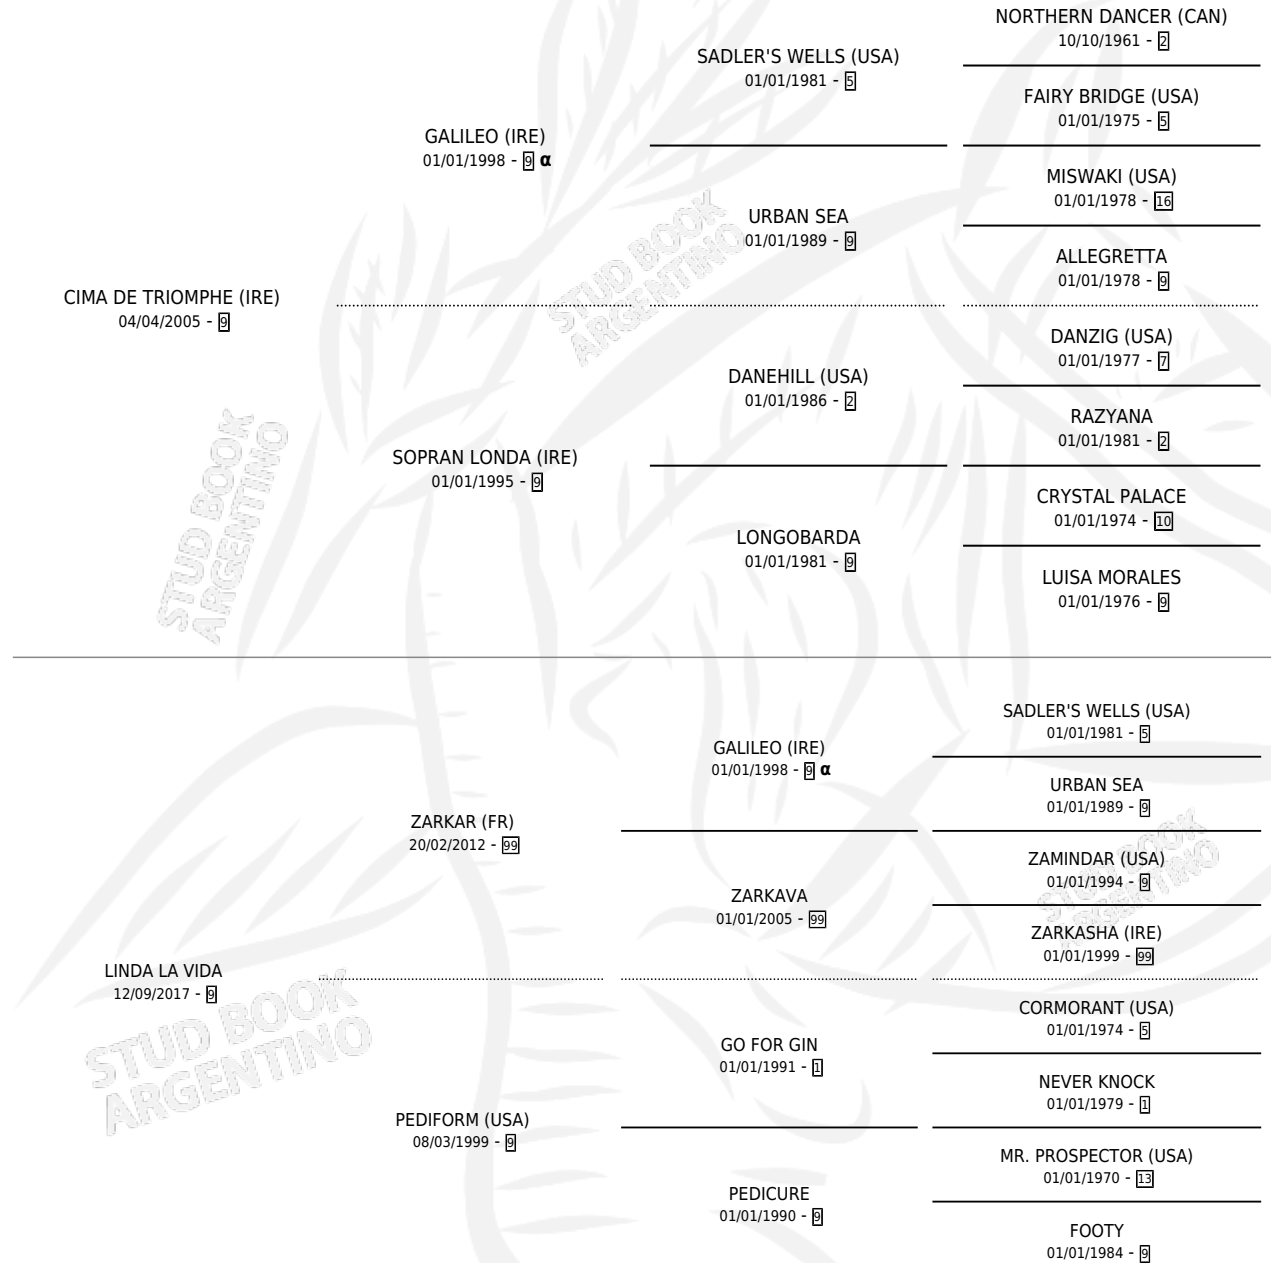 NORTHERN DANCER (CAN)
10/10/1961 - 2
SADLER'S WELLS (USA)
01/01/1981 - 5
FAIRY BRIDGE (USA)
01/01/1975 - 5
GALILEO (IRE)
01/01/1998 - 9 α
MISWAKI (USA)
01/01/1978 - 16
URBAN SEA
01/01/1989 - 9
ALLEGRETTA
01/01/1978 - 9
CIMA DE TRIOMPHE (IRE)
04/04/2005 - 9
DANZIG (USA)
01/01/1977 - 7
DANEHILL (USA)
01/01/1986 - 2
RAZYANA
01/01/1981 - 2
SOPRAN LONDA (IRE)
01/01/1995 - 9
CRYSTAL PALACE
01/01/1974 - 10
LONGOBARDA
01/01/1981 - 9
LUISA MORALES
01/01/1976 - 9
STUD BOOK
ARGENTINO
STUD BOOK
ARGENTINO
SADLER'S WELLS (USA)
01/01/1981 - 5
GALILEO (IRE)
01/01/1998 - 9 α
URBAN SEA
01/01/1989 - 9
ZARKAR (FR)
20/02/2012 - 99
ZAMINDAR (USA)
01/01/1994 - 9
ZARKAVA
01/01/2005 - 99
ZARKASHA (IRE)
01/01/1999 - 99
LINDA LA VIDA
12/09/2017 - 9
CORMORANT (USA)
01/01/1974 - 5
GO FOR GIN
01/01/1991 - 1
NEVER KNOCK
01/01/1979 - 1
PEDIFORM (USA)
08/03/1999 - 9
MR. PROSPECTOR (USA)
01/01/1970 - 13
PEDICURE
01/01/1990 - 9
FOOTY
01/01/1984 - 9
STUD BOOK
ARGENTINO
STUD BOOK
ARGENTINO